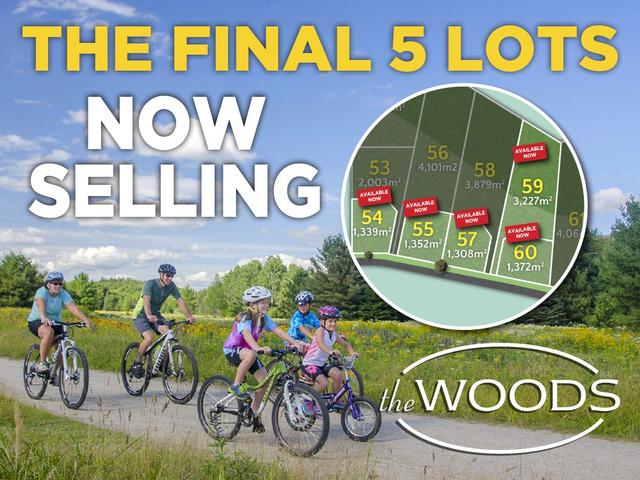 THE FINAL 5 LOTS
NOW
SELLING
53
2,003m²
56
4,101m2
58
3,879m²
AVAILABLE
NOW
59
3,227m²
AVAILABLE
NOW
54
1,339m²
AVAILABLE
NOW
55
1,352m²
AVAILABLE
NOW
57
1,308m²
AVAILABLE
NOW
60
1,372m²
the WOODS